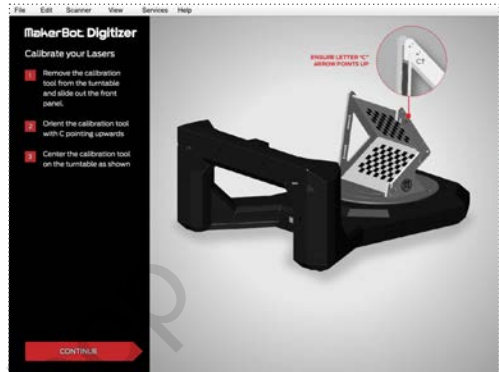 File Edit Scanner View Services Help
MakerBot Digitizer
Calibrate your Lasers
1 Remove the calibration
tool from the turntable
and slide out the front
panel.
2 Orient the calibration tool
with C pointing upwards
3 Center the calibration tool
on the turntable as shown
ENSURE LETTER "C"
ARROW POINTS UP
C↑
CONTINUE